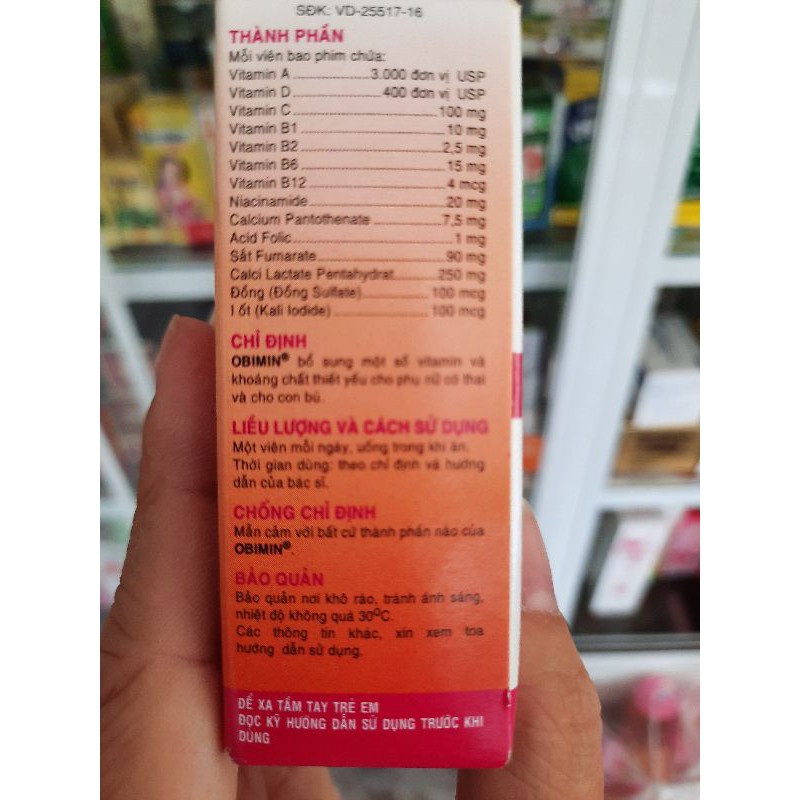 SĐK: VD-25517-16
THÀNH PHẦN
Mỗi viên bao phim chứa:
Vitamin A 3.000 đơn vị USP
Vitamin D 400 đơn vị USP
Vitamin C 100 mg
Vitamin B1 10 mg
Vitamin B2 2,5 mg
Vitamin B6 15 mg
Vitamin B12 4 mcg
Niacinamide 20 mg
Calcium Pantothenate 7,5 mg
Acid Folic 1 mg
Sắt Fumarate 90 mg
Calci Lactate Pentahydrat 250 mg
Đồng (Đồng Sulfate) 100 mcg
I ốt (Kali Iodide) 100 mcg
CHỈ ĐỊNH
OBIMIN® bổ sung một số vitamin và
khoáng chất thiết yếu cho phụ nữ có thai
và cho con bú.
LIỀU LƯỢNG VÀ CÁCH SỬ DỤNG
Một viên mỗi ngày, uống trong khi ăn.
Thời gian dùng: theo chỉ định và hướng
dẫn của bác sĩ.
CHỐNG CHỈ ĐỊNH
Mẫn cảm với bất cứ thành phần nào của
OBIMIN®.
BẢO QUẢN
Bảo quản nơi khô ráo, tránh ánh sáng,
nhiệt độ không quá 30ºC.
Các thông tin khác, xin xem toa
hướng dẫn sử dụng.
ĐỂ XA TẦM TAY TRẺ EM
ĐỌC KỸ HƯỚNG DẪN SỬ DỤNG TRƯỚC KHI
DÙNG